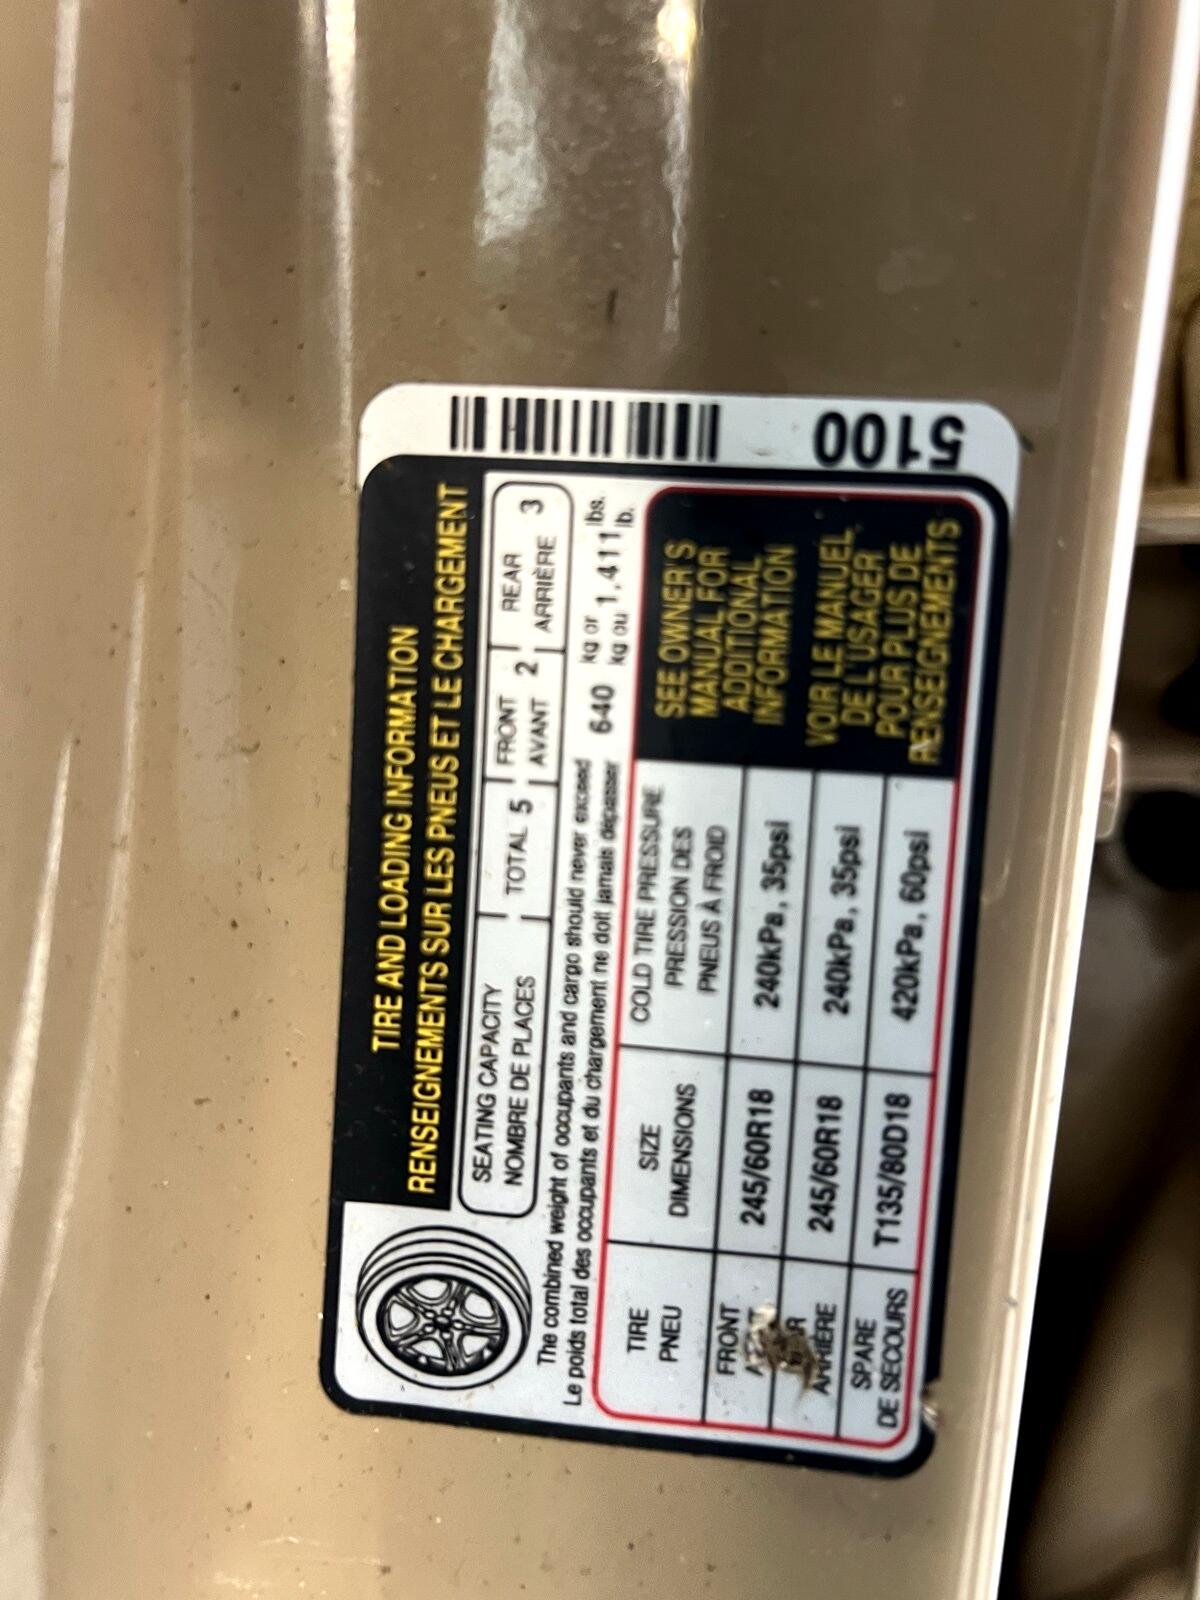 TIRE AND LOADING INFORMATION
RENSEIGNEMENTS SUR LES PNEUS ET LE CHARGEMENT
SEATING CAPACITY
NOMBRE DE PLACES
TOTAL 5
FRONT
AVANT 2
REAR
ARRIÈRE 3
The combined weight of occupants and cargo should never exceed
Le poids total des occupants et du chargement ne doit jamais dépasser
640 kg or
kg ou 1,411 lbs.
lb.
TIRE
PNEU
SIZE
DIMENSIONS
COLD TIRE PRESSURE
PRESSION DES
PNEUS À FROID
FRONT
245/60R18
240kPa, 35psi
ARRIÈRE
245/60R18
240kPa, 35psi
SPARE
DE SECOURS
T135/80D18
420kPa, 60psi
SEE OWNER'S
MANUAL FOR
ADDITIONAL
INFORMATION
VOIR LE MANUEL
DE L'USAGER
POUR PLUS DE
RENSEIGNEMENTS
5100